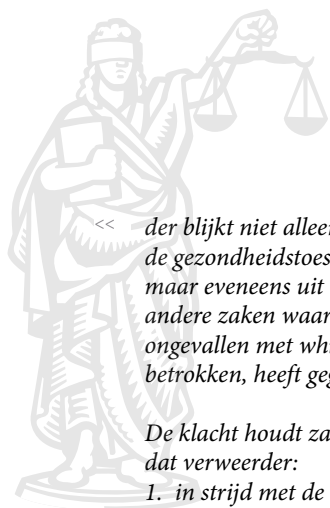 << der blijkt niet alleen
de gezondheidstoes
maar eveneens uit
andere zaken waar
ongevallen met whi
betrokken, heeft geg
De klacht houdt za
dat verweerder:
1. in strijd met de